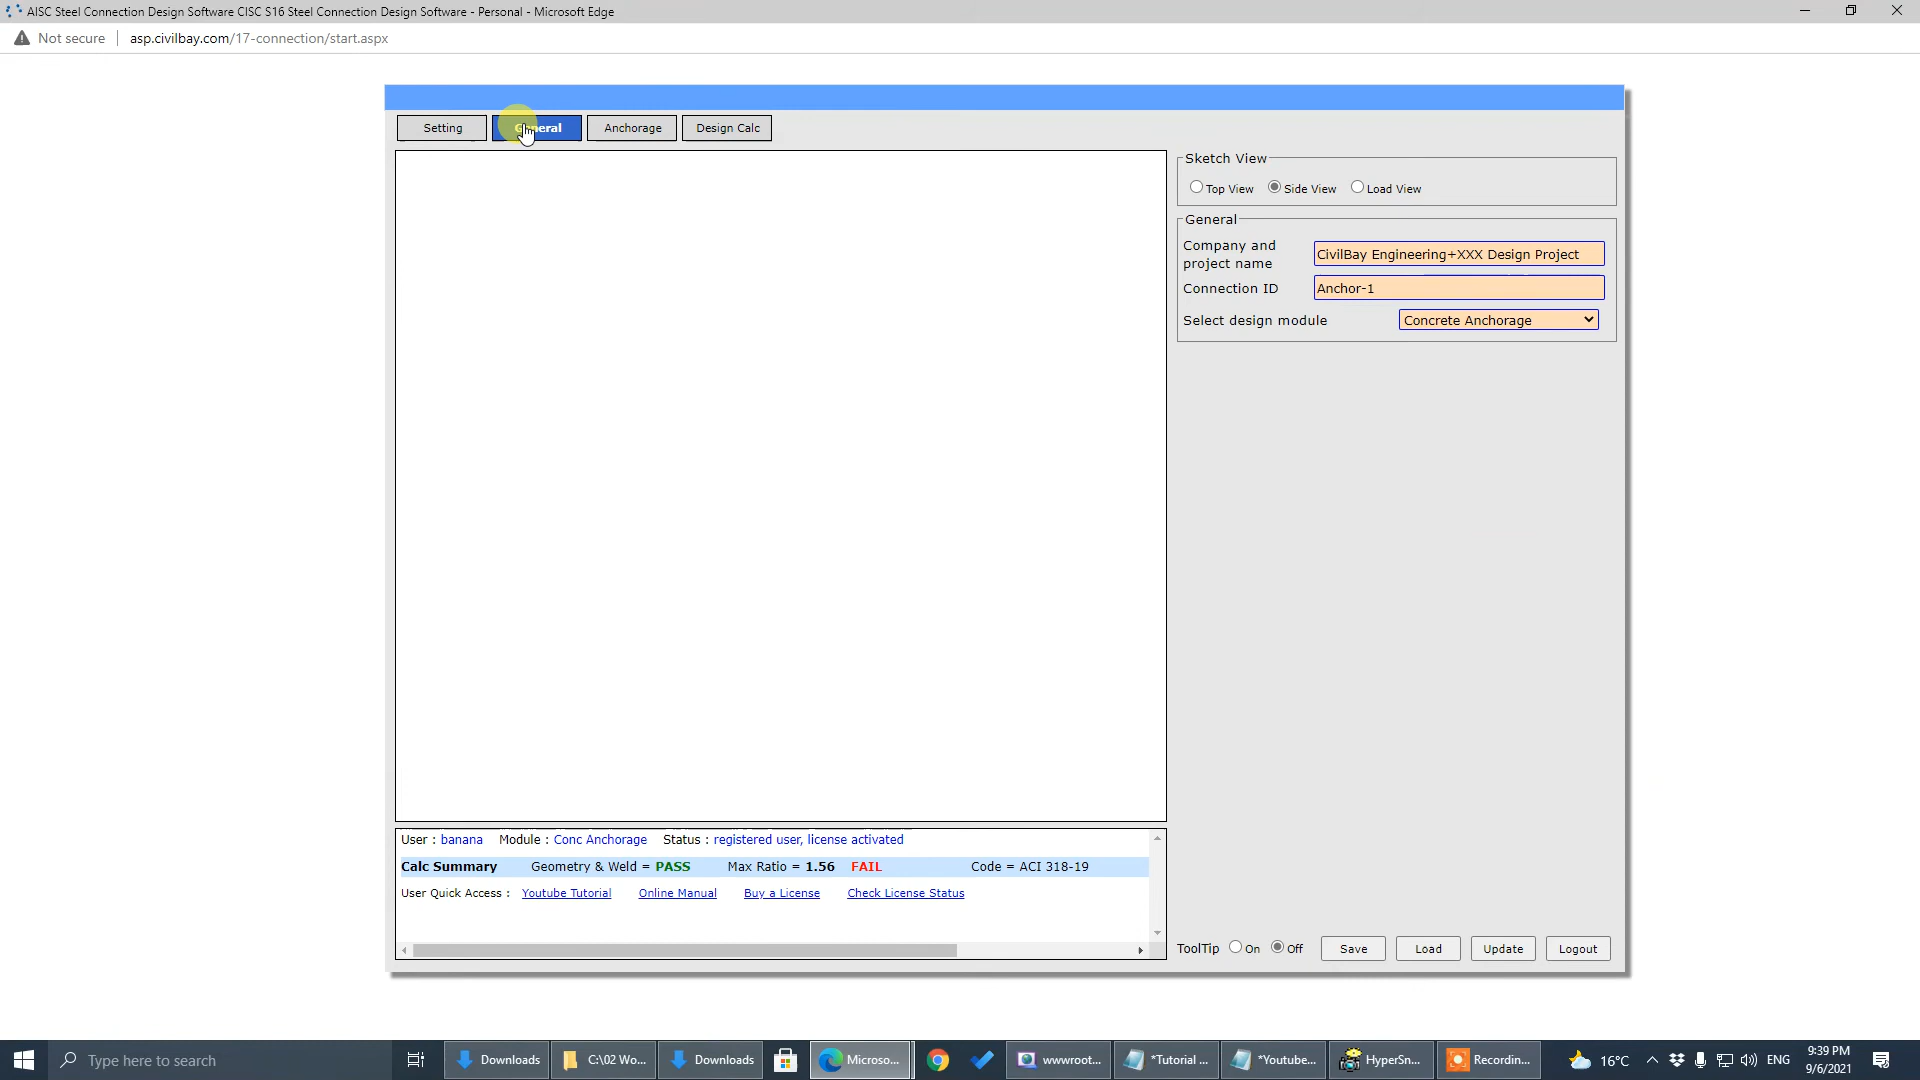 AISC Steel Connection Design Software CISC S16 Steel Connection Design Software - Personal - Microsoft Edge
Not secure asp.civilbay.com/17-connection/start.aspx
Setting General Anchorage Design Calc
Sketch View
Top View Side View Load View
General
Company and
project name CivilBay Engineering+XXX Design Project
Connection ID Anchor-1
Select design module Concrete Anchorage
User : banana Module : Conc Anchorage Status : registered user, license activated
Calc Summary Geometry & Weld = PASS Max Ratio = 1.56 FAIL Code = ACI 318-19
User Quick Access : Youtube Tutorial Online Manual Buy a License Check License Status
ToolTip On Off Save Load Update Logout
Type here to search Downloads C:\02 Wo... Downloads Microso... wwwroot... *Tutorial ... *Youtube... HyperSn... Recordin... 16°C ENG 9:39 PM
9/6/2021